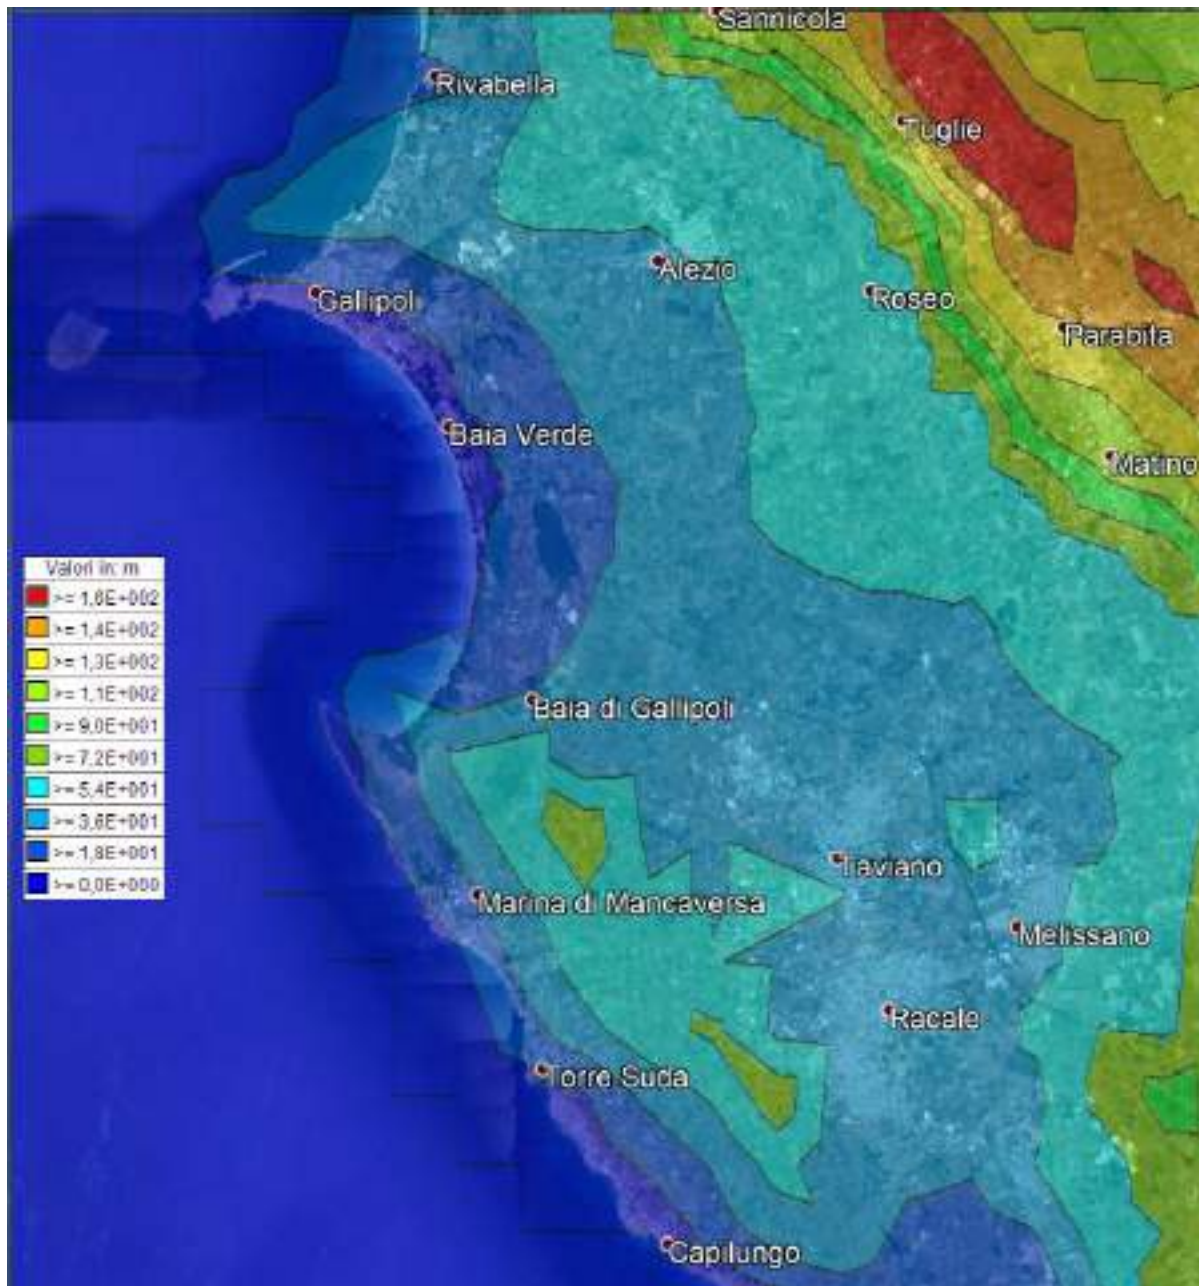 Sannicola
Rivabella
Tuglie
Alezio
Gallipoli
Roseo
Parabita
Baia Verde
Matino
Valori in: m
>= 1,6E+002
>= 1,4E+002
>= 1,3E+002
>= 1,1E+002
>= 9,0E+001
>= 7,2E+001
>= 5,4E+001
>= 3,6E+001
>= 1,8E+001
>= 0,0E+000
Baia di Gallipoli
Taviano
Marina di Mancaversa
Melissano
Racale
Torre Suda
Capilungo